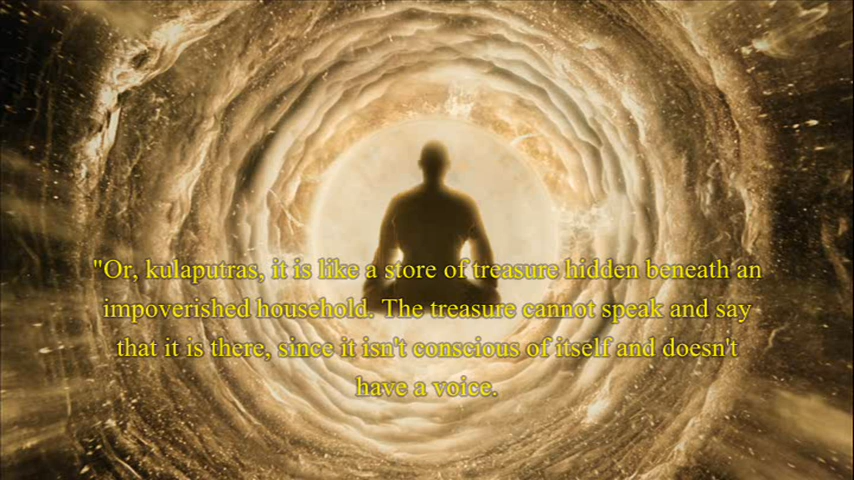 "Or, kulaputras, it is like a store of treasure hidden beneath an
impoverished household. The treasure cannot speak and say
that it is there, since it isn't conscious of itself and doesn't
have a voice.